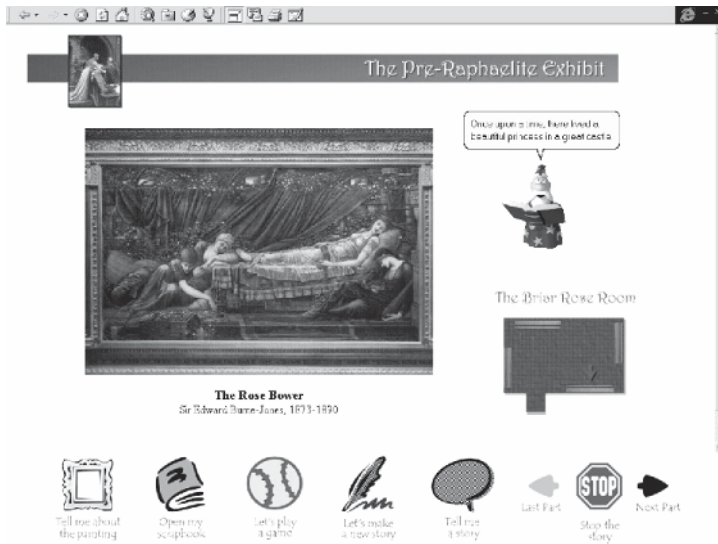 The Pre-Raphaelite Exhibit
Once upon a time, there lived a
beautiful princess in a great castle
The Briar Rose Room
The Rose Bower
Sir Edward Burne-Jones, 1873-1890
Tell me about
the painting
Open my
scrapbook
Let's play
a game
Let's make
a new story
Tell me
a story
Last Part
STOP
Stop the
story
Next Part